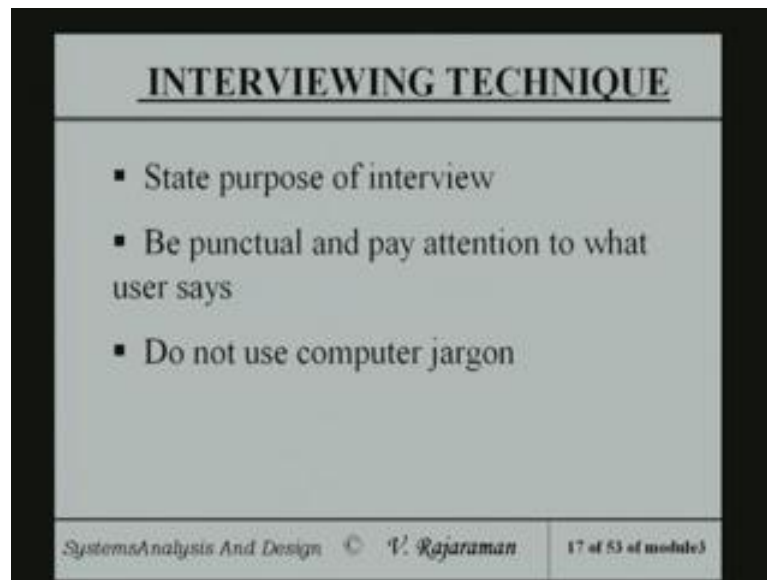 INTERVIEWING TECHNIQUE
▪ State purpose of interview
▪ Be punctual and pay attention to what
user says
▪ Do not use computer jargon
SystemsAnalysis And Design © V. Rajaraman
17 of 53 of module3